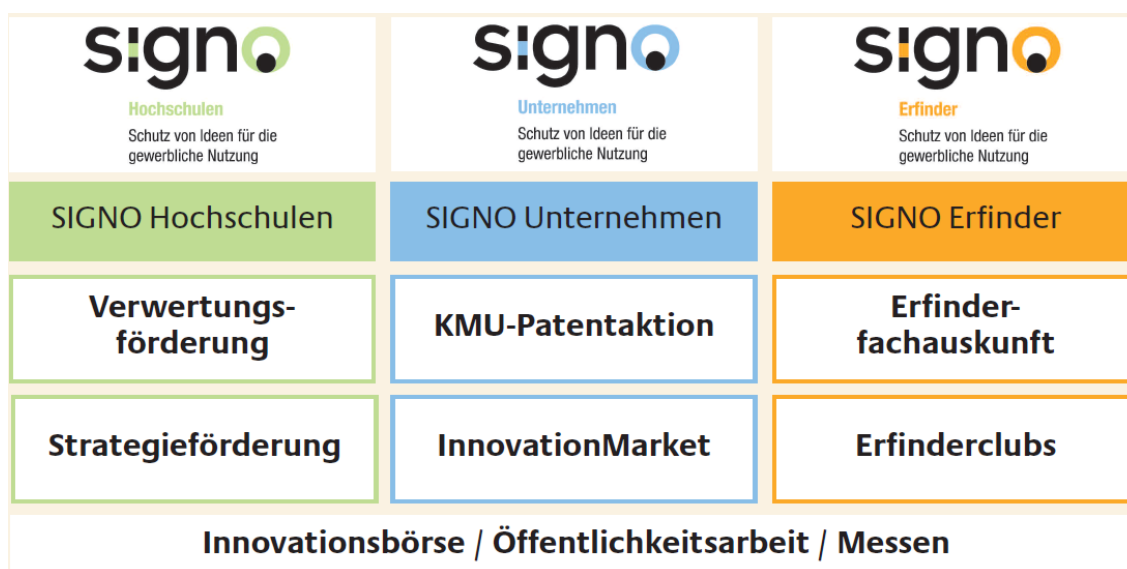 signo
Hochschulen
Schutz von Ideen für die
gewerbliche Nutzung
signo
Unternehmen
Schutz von Ideen für die
gewerbliche Nutzung
signo
Erfinder
Schutz von Ideen für die
gewerbliche Nutzung
SIGNO Hochschulen
SIGNO Unternehmen
SIGNO Erfinder
Verwertungs-
förderung
KMU-Patentaktion
Erfinder-
fachauskunft
Strategieförderung
InnovationMarket
Erfinderclubs
Innovationsbörse / Öffentlichkeitsarbeit / Messen